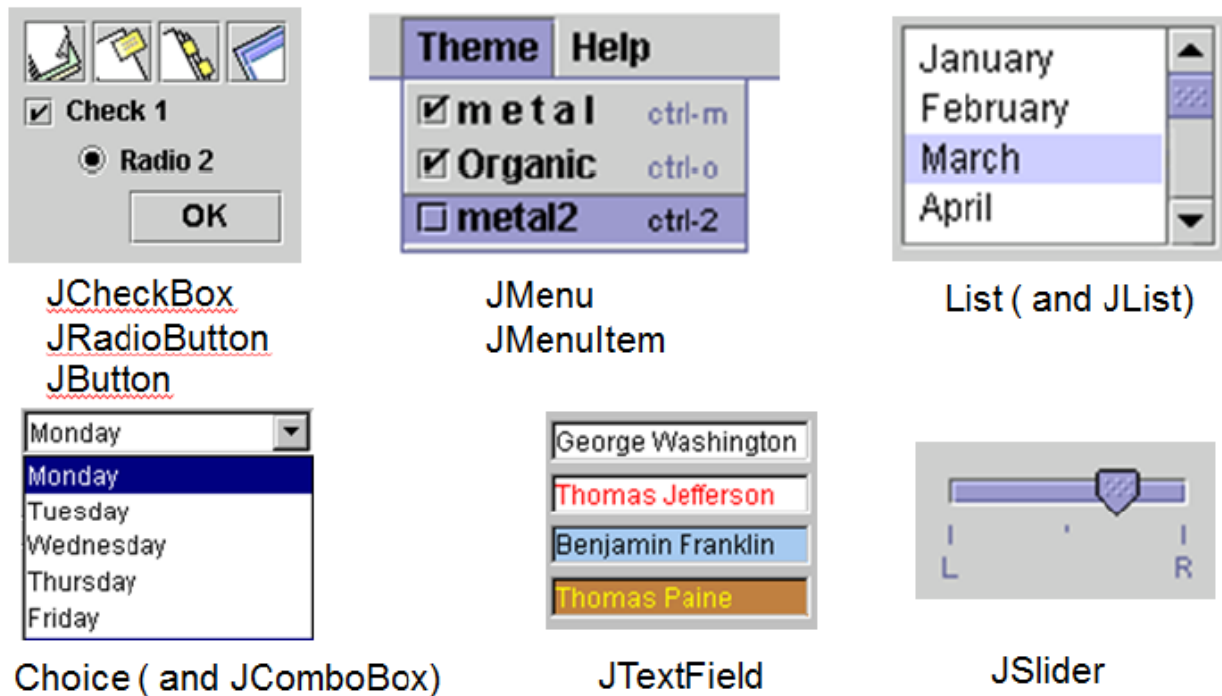 Check 1
Radio 2
OK
JCheckBox
JRadioButton
JButton
Theme Help
metal ctrl-m
Organic ctrl-o
metal2 ctrl-2
JMenu
JMenuItem
January
February
March
April
List ( and JList)
Monday
Monday
Tuesday
Wednesday
Thursday
Friday
Choice ( and JComboBox)
George Washington
Thomas Jefferson
Benjamin Franklin
Thomas Paine
JTextField
L R
JSlider